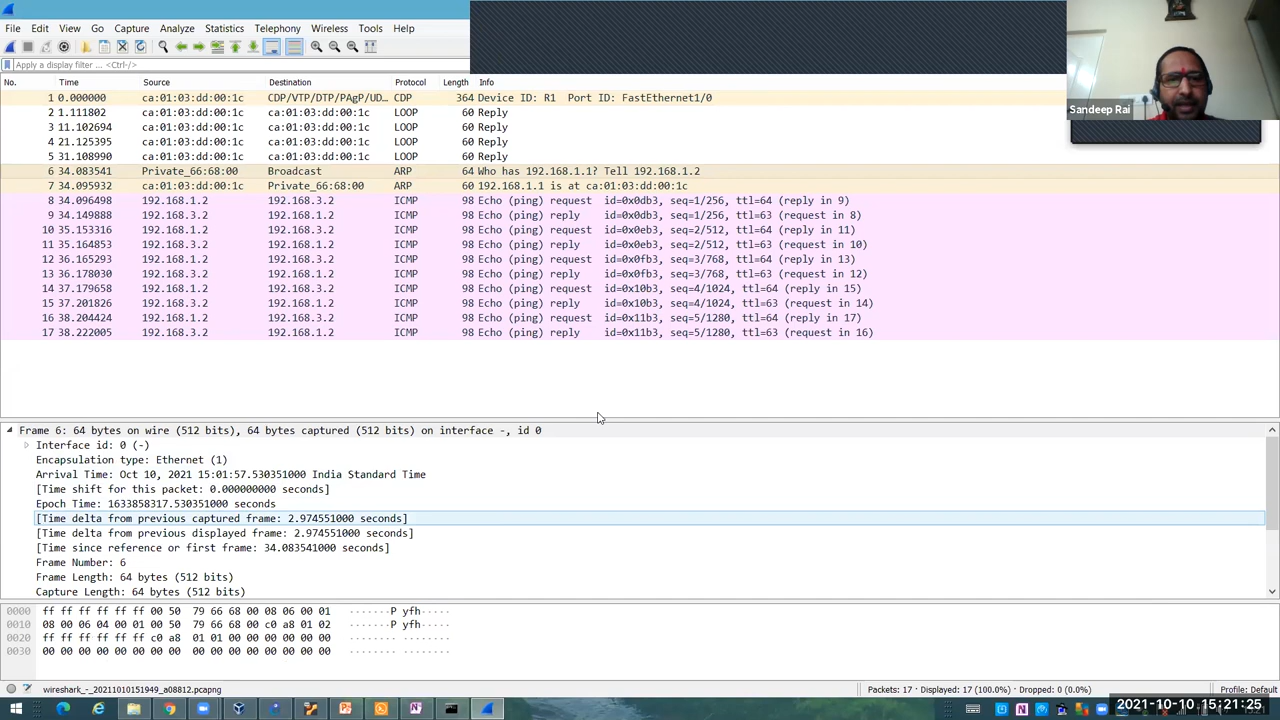 File Edit View Go Capture Analyze Statistics Telephony Wireless Tools Help
Apply a display filter ... <Ctrl-/>
No. Time Source Destination Protocol Length Info
1 0.000000 ca:01:03:dd:00:1c CDP/VTP/DTP/PAgP/UD... CDP 364 Device ID: R1 Port ID: FastEthernet1/0
2 1.111802 ca:01:03:dd:00:1c ca:01:03:dd:00:1c LOOP 60 Reply
3 11.102694 ca:01:03:dd:00:1c ca:01:03:dd:00:1c LOOP 60 Reply
4 21.125395 ca:01:03:dd:00:1c ca:01:03:dd:00:1c LOOP 60 Reply
5 31.108990 ca:01:03:dd:00:1c ca:01:03:dd:00:1c LOOP 60 Reply
6 34.083541 Private_66:68:00 Broadcast ARP 64 Who has 192.168.1.1? Tell 192.168.1.2
7 34.095932 ca:01:03:dd:00:1c Private_66:68:00 ARP 60 192.168.1.1 is at ca:01:03:dd:00:1c
8 34.096498 192.168.1.2 192.168.3.2 ICMP 98 Echo (ping) request id=0x0db3, seq=1/256, ttl=64 (reply in 9)
9 34.149888 192.168.3.2 192.168.1.2 ICMP 98 Echo (ping) reply id=0x0db3, seq=1/256, ttl=63 (request in 8)
10 35.153316 192.168.1.2 192.168.3.2 ICMP 98 Echo (ping) request id=0x0eb3, seq=2/512, ttl=64 (reply in 11)
11 35.164853 192.168.3.2 192.168.1.2 ICMP 98 Echo (ping) reply id=0x0eb3, seq=2/512, ttl=63 (request in 10)
12 36.165293 192.168.1.2 192.168.3.2 ICMP 98 Echo (ping) request id=0x0fb3, seq=3/768, ttl=64 (reply in 13)
13 36.178030 192.168.3.2 192.168.1.2 ICMP 98 Echo (ping) reply id=0x0fb3, seq=3/768, ttl=63 (request in 12)
14 37.179658 192.168.1.2 192.168.3.2 ICMP 98 Echo (ping) request id=0x10b3, seq=4/1024, ttl=64 (reply in 15)
15 37.201826 192.168.3.2 192.168.1.2 ICMP 98 Echo (ping) reply id=0x10b3, seq=4/1024, ttl=63 (request in 14)
16 38.204424 192.168.1.2 192.168.3.2 ICMP 98 Echo (ping) request id=0x11b3, seq=5/1280, ttl=64 (reply in 17)
17 38.222005 192.168.3.2 192.168.1.2 ICMP 98 Echo (ping) reply id=0x11b3, seq=5/1280, ttl=63 (request in 16)
Sandeep Rai
Frame 6: 64 bytes on wire (512 bits), 64 bytes captured (512 bits) on interface -, id 0
Interface id: 0 (-)
Encapsulation type: Ethernet (1)
Arrival Time: Oct 10, 2021 15:01:57.530351000 India Standard Time
[Time shift for this packet: 0.000000000 seconds]
Epoch Time: 1633858317.530351000 seconds
[Time delta from previous captured frame: 2.974551000 seconds]
[Time delta from previous displayed frame: 2.974551000 seconds]
[Time since reference or first frame: 34.083541000 seconds]
Frame Number: 6
Frame Length: 64 bytes (512 bits)
Capture Length: 64 bytes (512 bits)
0000 ff ff ff ff ff ff 00 50 79 66 68 00 08 06 00 01 ·······P yfh·····
0010 08 00 06 04 00 01 00 50 79 66 68 00 c0 a8 01 02 ·······P yfh·····
0020 ff ff ff ff ff ff c0 a8 01 01 00 00 00 00 00 00 ········ ········
0030 00 00 00 00 00 00 00 00 00 00 00 00 00 00 00 00 ········ ········
wireshark_-_20211010151949_a08812.pcapng Packets: 17 · Displayed: 17 (100.0%) · Dropped: 0 (0.0%) Profile: Default
2021-10-10 15:21:25